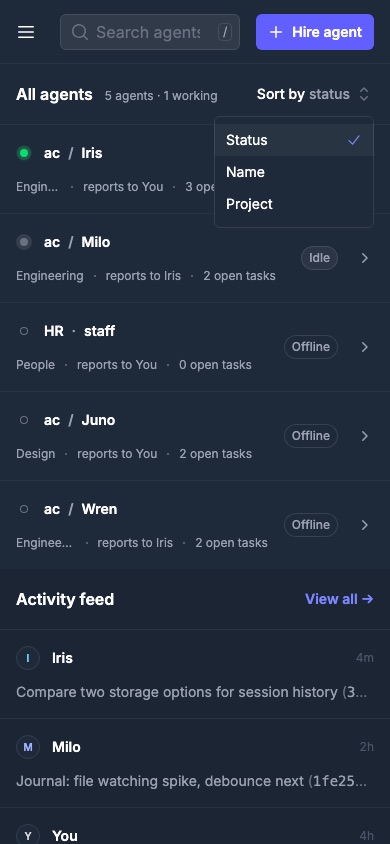 Search agents /
+ Hire agent
All agents 5 agents · 1 working Sort by status
Status
Name
Project
ac / Iris
Engin... · reports to You · 3 ope
ac / Milo
Engineering · reports to Iris · 2 open tasks
Idle
HR · staff
People · reports to You · 0 open tasks
Offline
ac / Juno
Design · reports to You · 2 open tasks
Offline
ac / Wren
Enginee... · reports to Iris · 2 open tasks
Offline
Activity feed View all →
I Iris 4m
Compare two storage options for session history (3...
M Milo 2h
Journal: file watching spike, debounce next (1fe25...
Y You 4h